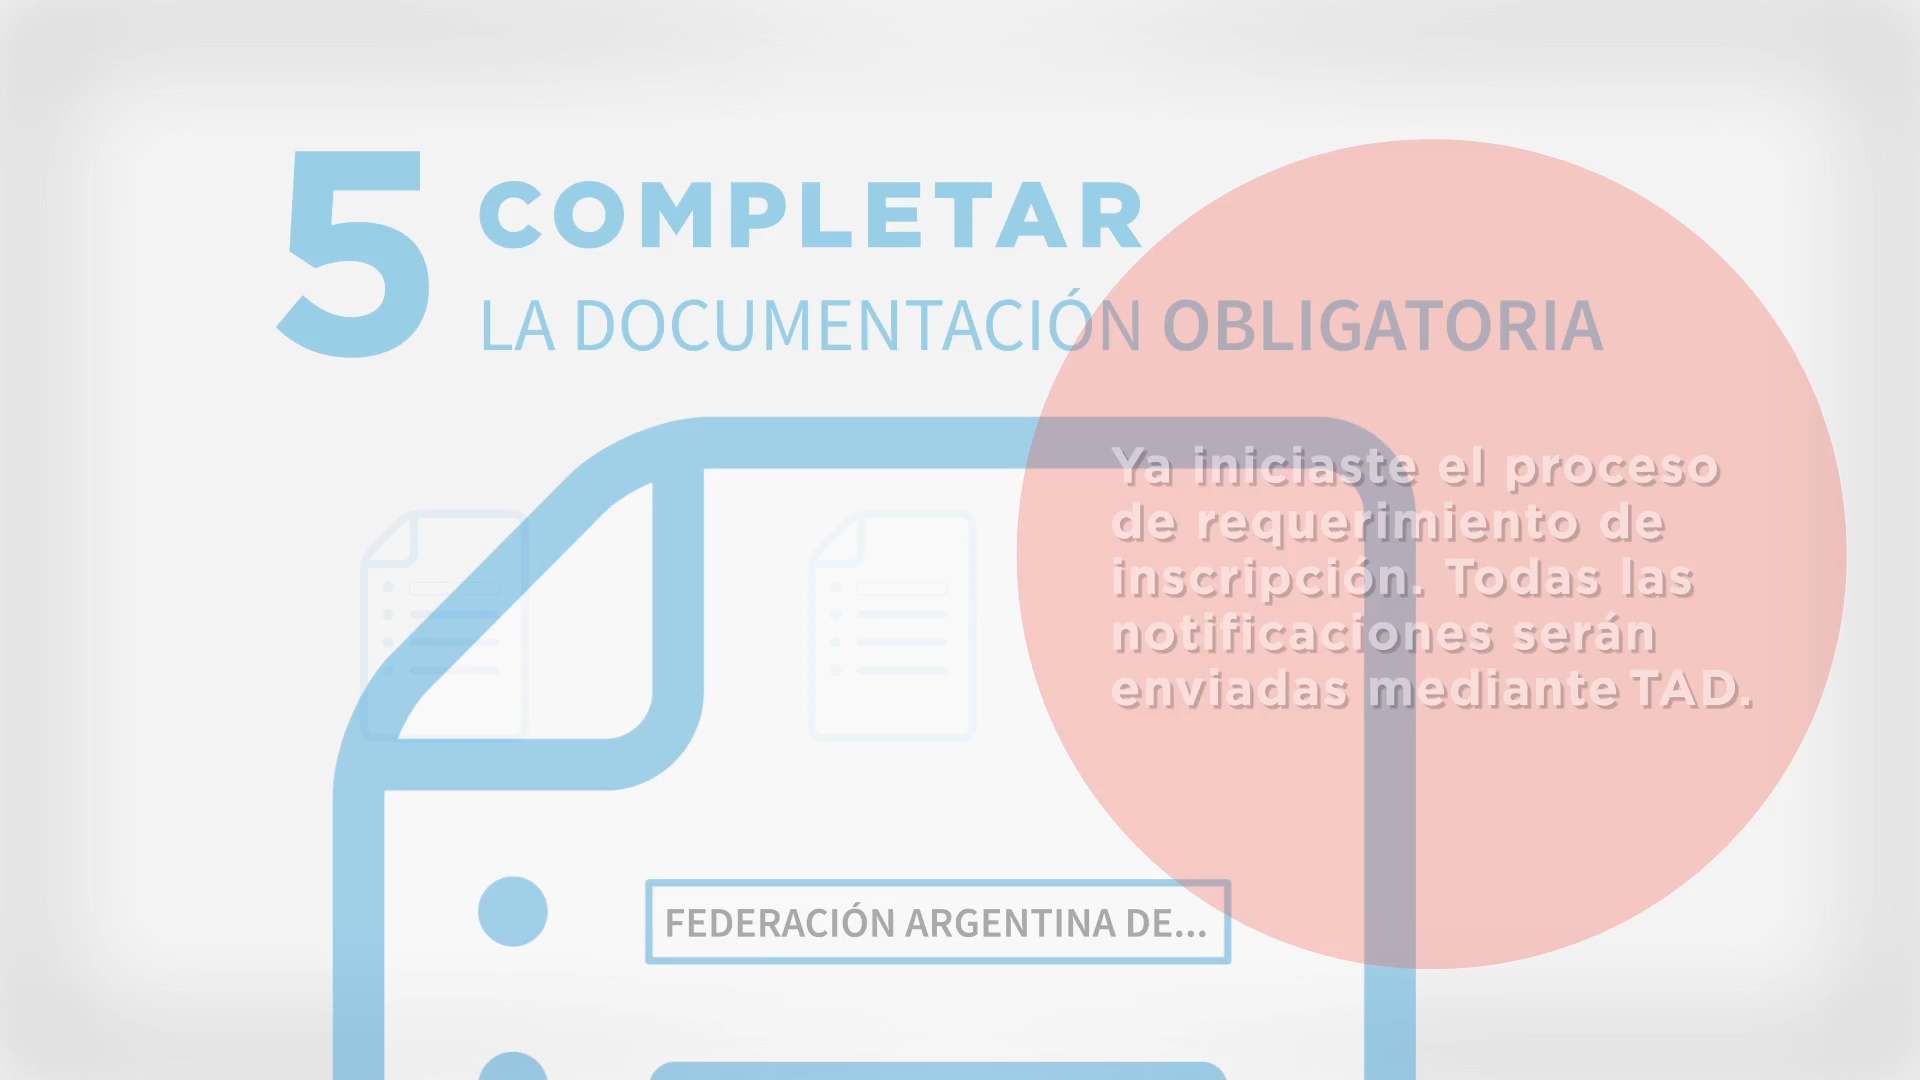 5 COMPLETAR
LA DOCUMENTACIÓN OBLIGATORIA
Ya iniciaste el proceso
de requerimiento de
inscripción. Todas las
notificaciones serán
enviadas mediante TAD.
FEDERACIÓN ARGENTINA DE...